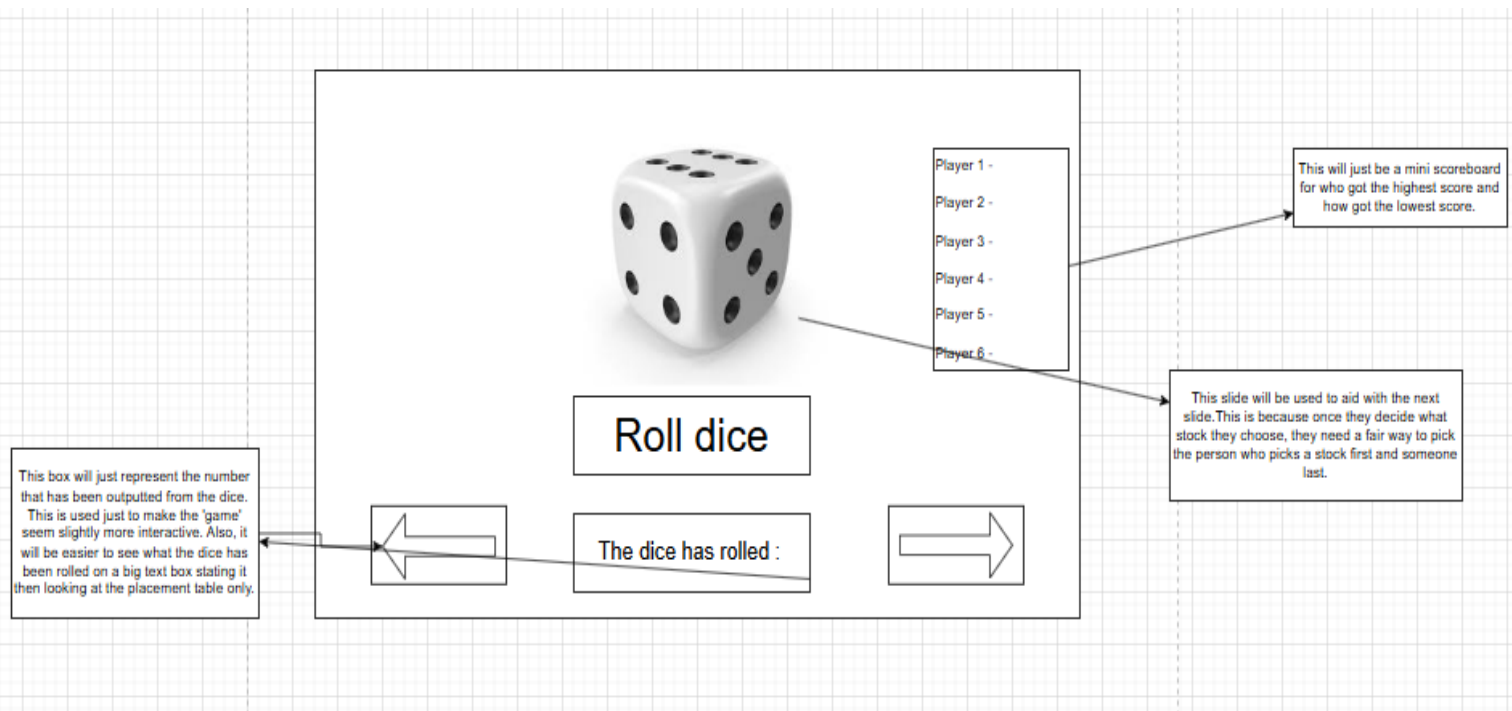 Player 1 -
Player 2 -
Player 3 -
Player 4 -
Player 5 -
Player 6 -
This will just be a mini scoreboard
for who got the highest score and
how got the lowest score.
This slide will be used to aid with the next
slide.This is because once they decide what
stock they choose, they need a fair way to pick
the person who picks a stock first and someone
last.
Roll dice
This box will just represent the number
that has been outputted from the dice.
This is used just to make the 'game'
seem slightly more interactive. Also, it
will be easier to see what the dice has
been rolled on a big text box stating it
then looking at the placement table only.
The dice has rolled :